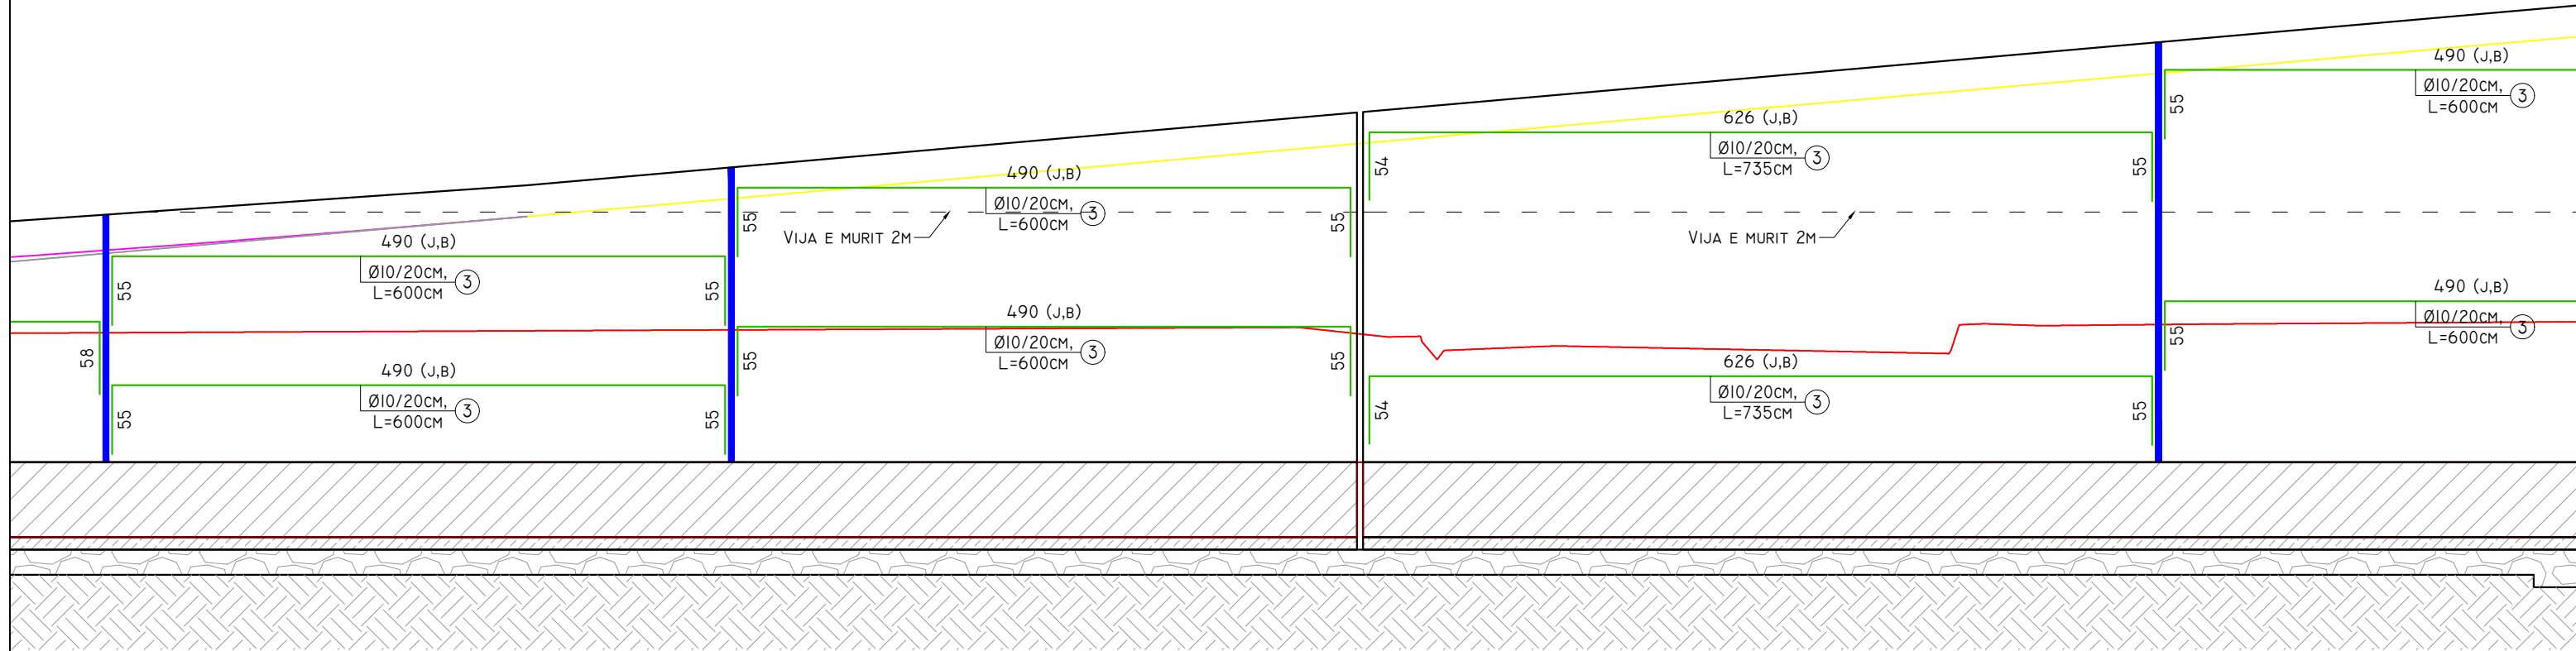 490 (J,B)
Ø10/20CM,
L=600CM
3
55
626 (J,B)
54
Ø10/20CM,
L=735CM
3
55
490 (J,B)
55
Ø10/20CM,
L=600CM
3
55
VIJA E MURIT 2M
VIJA E MURIT 2M
490 (J,B)
55
Ø10/20CM,
L=600CM
3
55
490 (J,B)
55
Ø10/20CM,
L=600CM
3
490 (J,B)
55
Ø10/20CM,
L=600CM
3
55
58
626 (J,B)
54
Ø10/20CM,
L=735CM
3
55
490 (J,B)
55
Ø10/20CM,
L=600CM
3
55